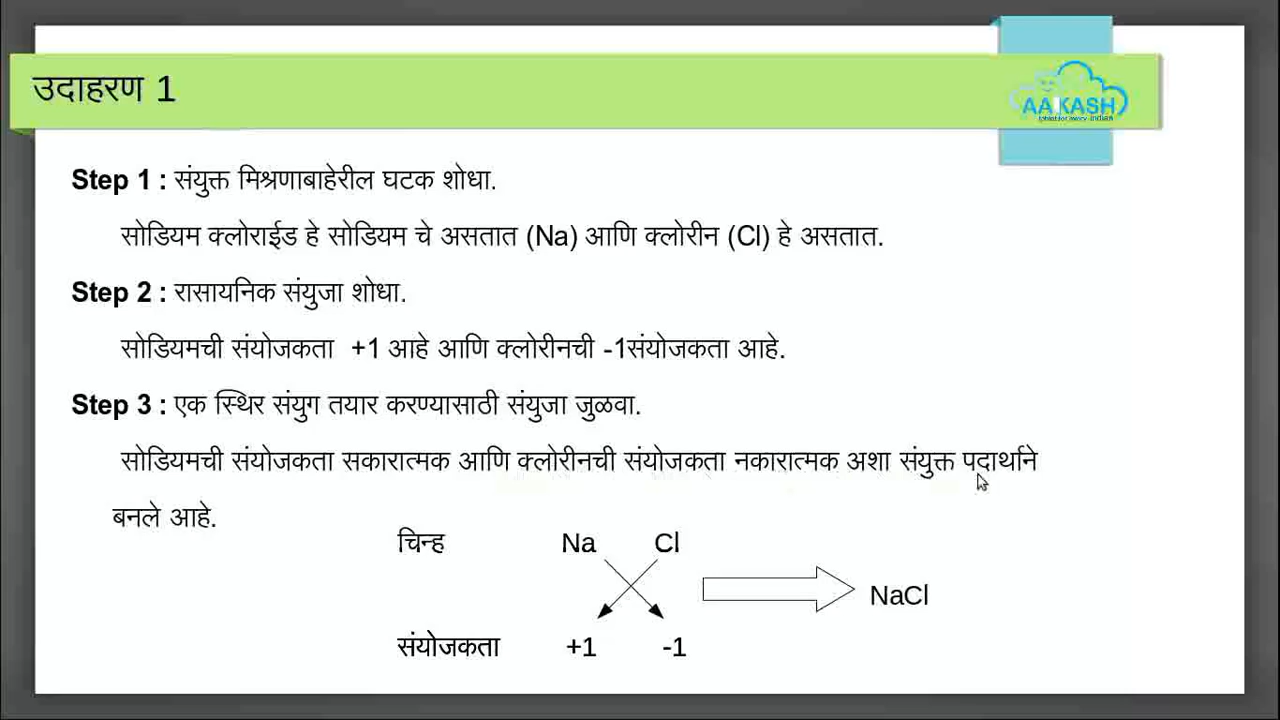 उदाहरण 1
AAKASH
Step 1 : संयुक्त मिश्रणाबाहेरील घटक शोधा.
सोडियम क्लोराईड हे सोडियम चे असतात (Na) आणि क्लोरीन (Cl) हे असतात.
Step 2 : रासायनिक संयुजा शोधा.
सोडियमची संयोजकता +1 आहे आणि क्लोरीनची -1संयोजकता आहे.
Step 3 : एक स्थिर संयुग तयार करण्यासाठी संयुजा जुळवा.
सोडियमची संयोजकता सकारात्मक आणि क्लोरीनची संयोजकता नकारात्मक अशा संयुक्त पदार्थाने
बनले आहे.
चिन्ह Na Cl
NaCl
संयोजकता +1 -1